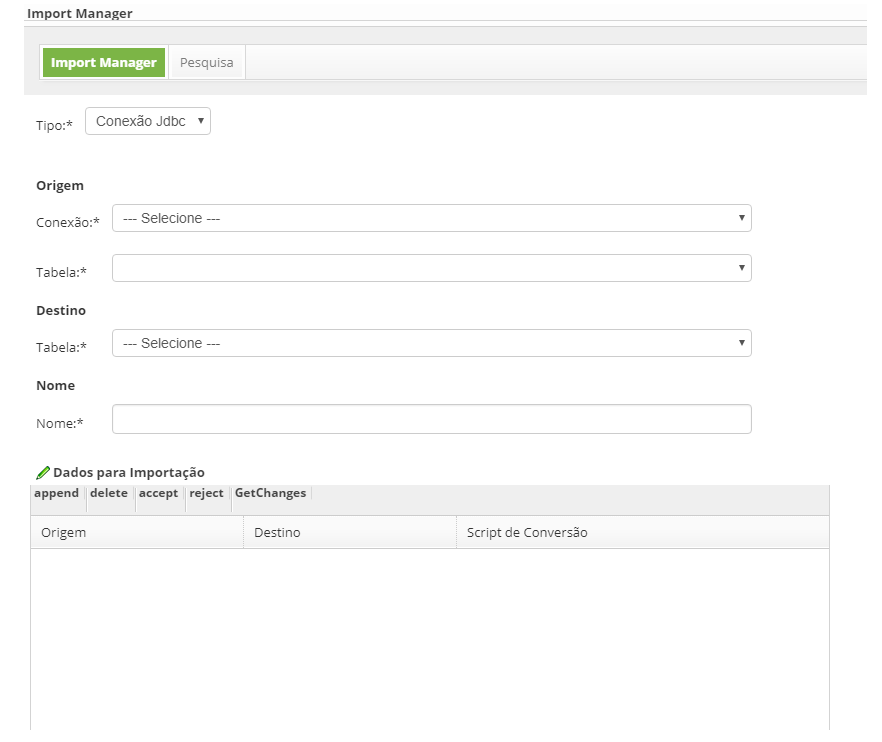 Import Manager
Import Manager Pesquisa
Tipo:* Conexão Jdbc
Origem
Conexão:* --- Selecione ---
Tabela:*
Destino
Tabela:* --- Selecione ---
Nome
Nome:*
Dados para Importação
append delete accept reject GetChanges
Origem Destino Script de Conversão